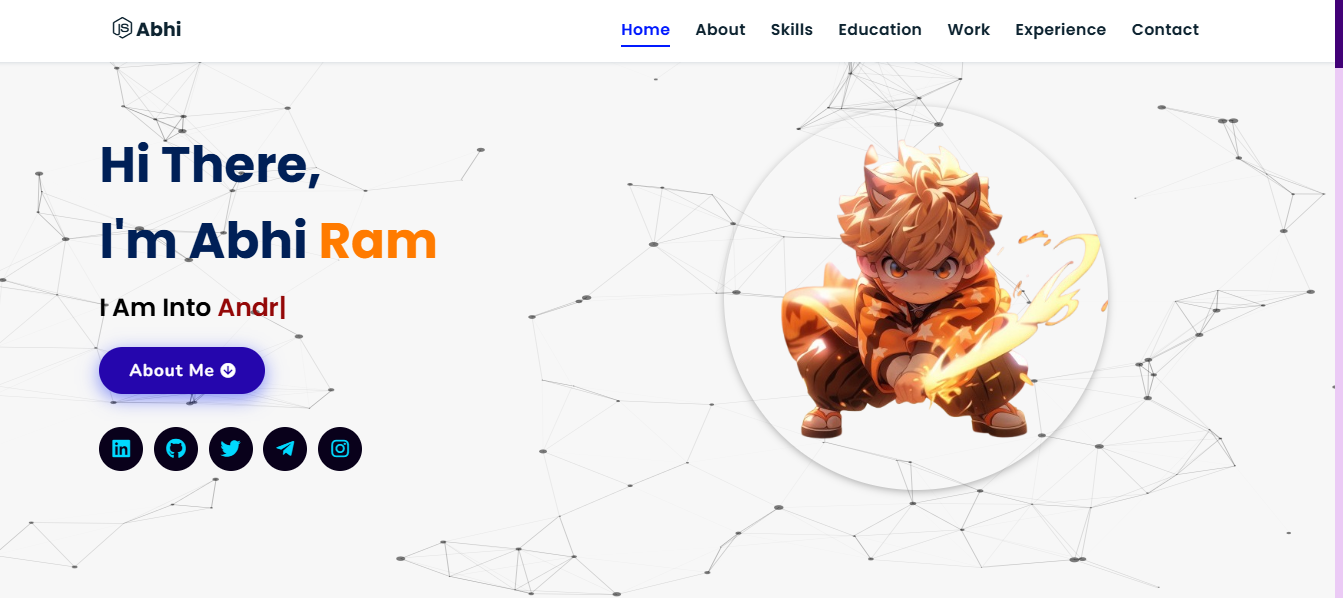 Abhi
Home About Skills Education Work Experience Contact
Hi There,
I'm Abhi Ram
I Am Into Andr|
About Me